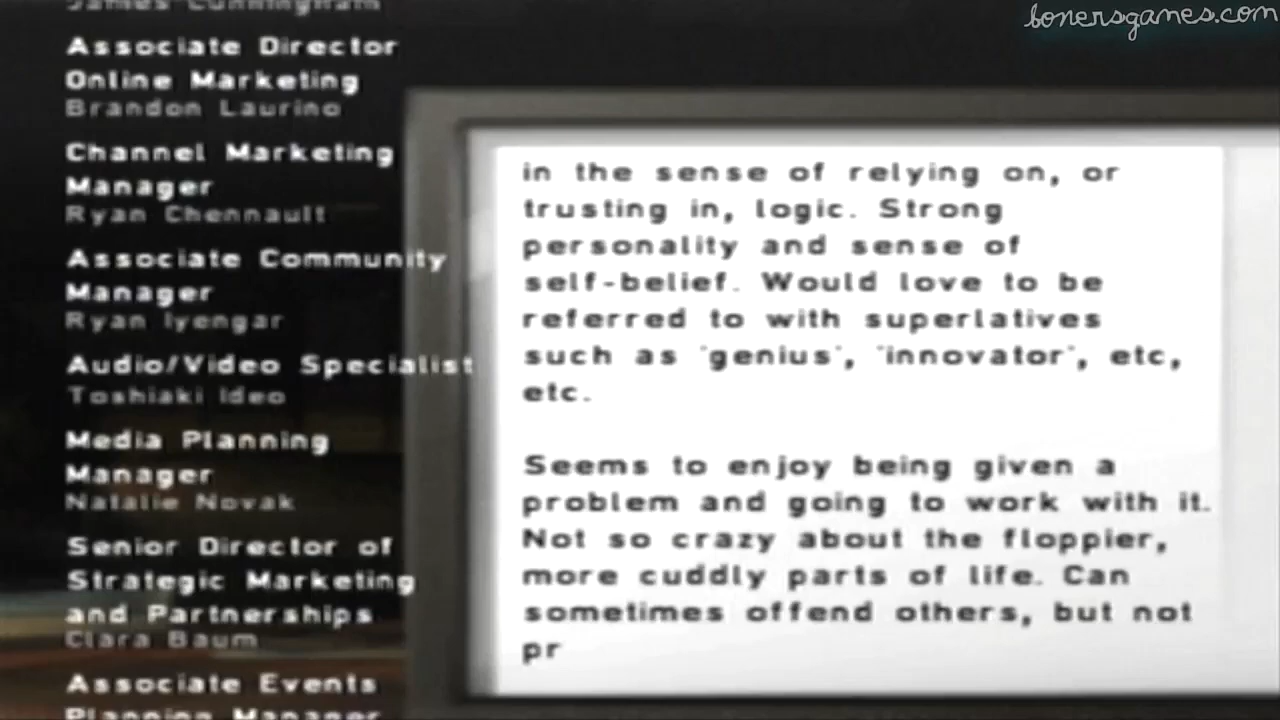 bonersgames.com
James Cunningham
Associate Director
Online Marketing
Brandon Laurino
Channel Marketing
Manager
Ryan Chennault
Associate Community
Manager
Ryan Iyengar
Audio/Video Specialist
Toshiaki Ideo
Media Planning
Manager
Natalie Novak
Senior Director of
Strategic Marketing
and Partnerships
Clara Baum
Associate Events
Planning Manager
in the sense of relying on, or
trusting in, logic. Strong
personality and sense of
self-belief. Would love to be
referred to with superlatives
such as 'genius', 'innovator', etc,
etc.
Seems to enjoy being given a
problem and going to work with it.
Not so crazy about the floppier,
more cuddly parts of life. Can
sometimes offend others, but not
pr